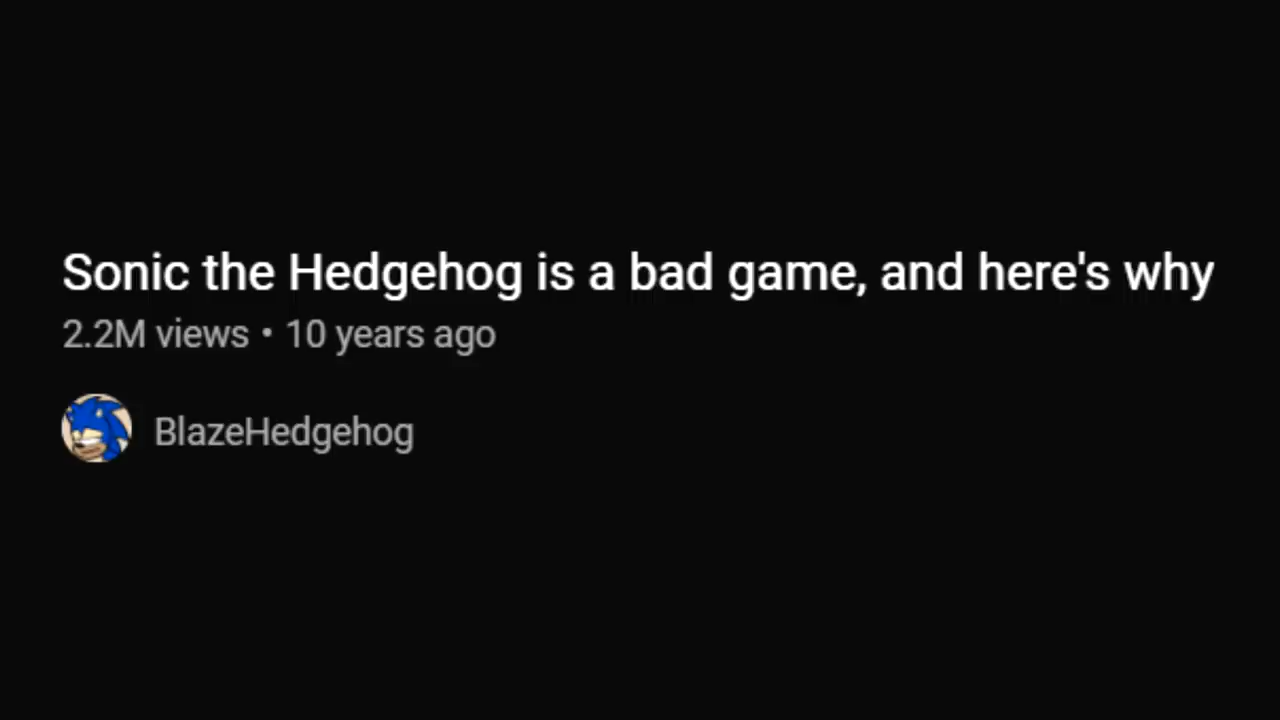 Sonic the Hedgehog is a bad game, and here's why
2.2M views • 10 years ago
BlazeHedgehog